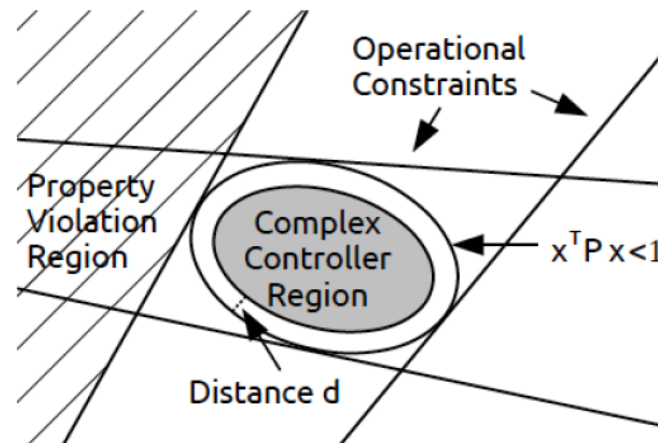 Operational
Constraints
Property
Violation
Region
Complex
Controller
Region
xᵀP x<1
Distance d